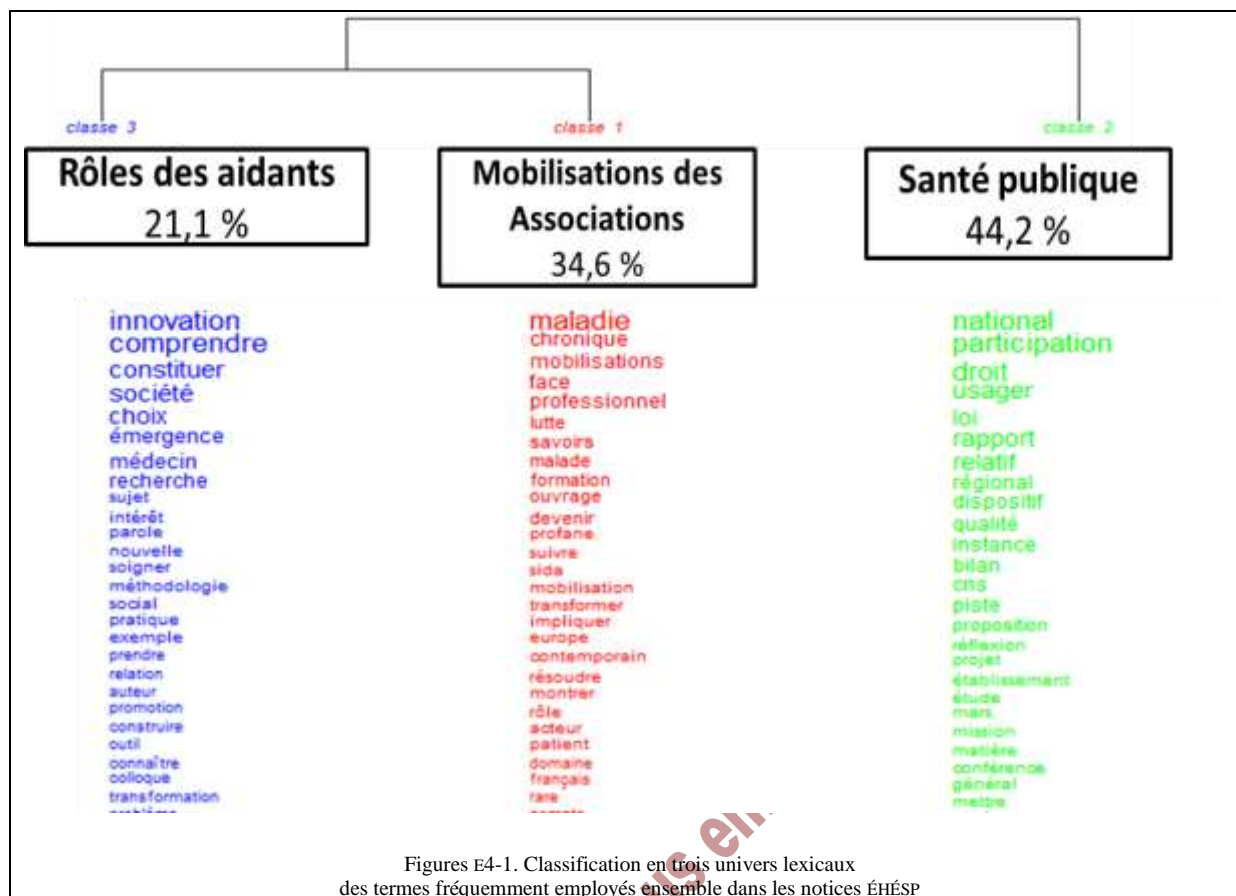 classe 3
classe 1
classe 2
Rôles des aidants
21,1 %
Mobilisations des
Associations
34,6 %
Santé publique
44,2 %
innovation
comprendre
constituer
société
choix
émergence
médecin
recherche
sujet
intérêt
parole
nouvelle
soigner
méthodologie
social
pratique
exemple
prendre
relation
auteur
promotion
construire
outil
connaître
colloque
transformation
maladie
chronique
mobilisations
face
professionnel
lutte
savoirs
malade
formation
ouvrage
devenir
profane
suivre
sida
mobilisation
transformer
impliquer
europe
contemporain
résoudre
montrer
rôle
acteur
patient
domaine
français
rare
national
participation
droit
usager
loi
rapport
relatif
régional
dispositif
qualité
instance
bilan
cns
piste
proposition
réflexion
projet
établissement
étude
mars
mission
matière
conférence
général
mettre
Figures E4-1. Classification en trois univers lexicaux
des termes fréquemment employés ensemble dans les notices ÉHÉSP